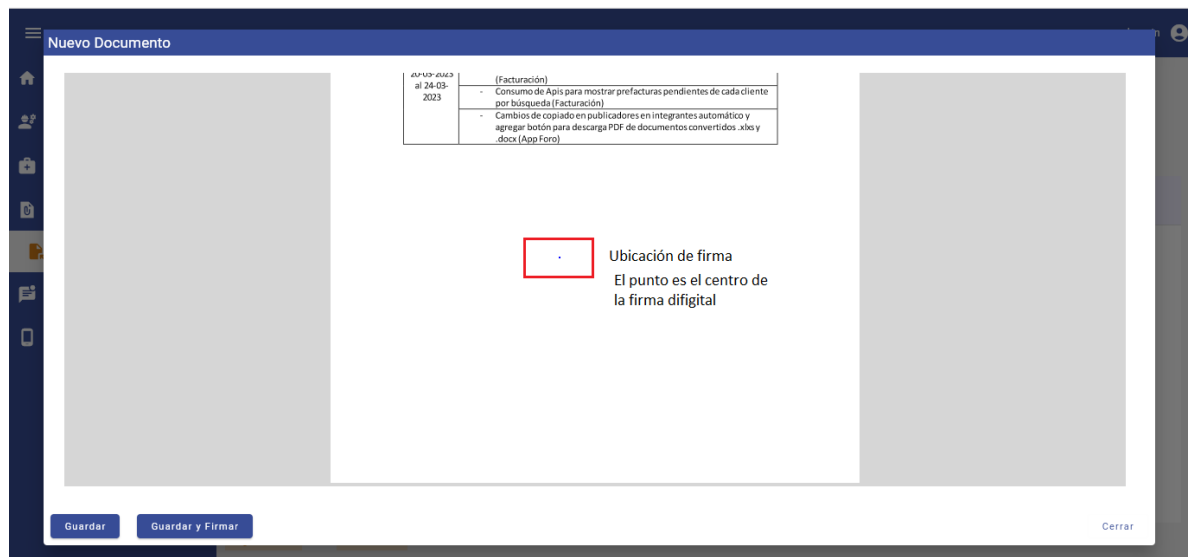 Nuevo Documento
20-03-2023
al 24-03-
2023
(Facturación)
- Consumo de Apis para mostrar prefacturas pendientes de cada cliente
por búsqueda (Facturación)
- Cambios de copiado en publicadores en integrantes automático y
agregar botón para descarga PDF de documentos convertidos .xlxs y
.docx (App Foro)
Ubicación de firma
El punto es el centro de
la firma difigital
Guardar
Guardar y Firmar
Cerrar